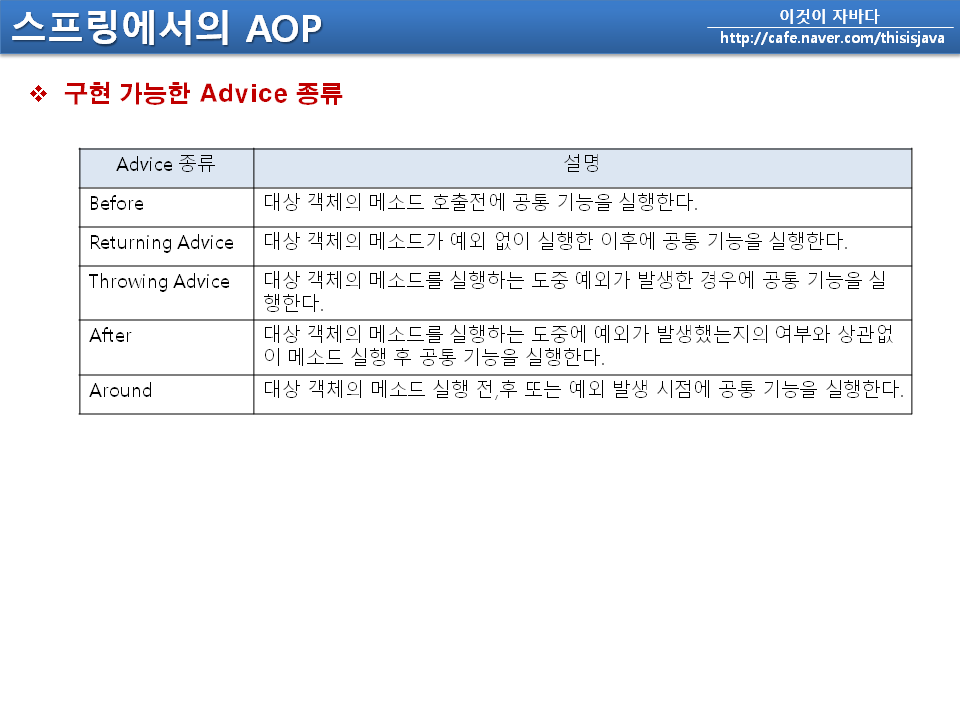 스프링에서의 AOP
이것이 자바다
http://cafe.naver.com/thisisjava
❖ 구현 가능한 Advice 종류
Advice 종류 설명
Before 대상 객체의 메소드 호출전에 공통 기능을 실행한다.
Returning Advice 대상 객체의 메소드가 예외 없이 실행한 이후에 공통 기능을 실행한다.
Throwing Advice 대상 객체의 메소드를 실행하는 도중 예외가 발생한 경우에 공통 기능을 실
행한다.
After 대상 객체의 메소드를 실행하는 도중에 예외가 발생했는지의 여부와 상관없
이 메소드 실행 후 공통 기능을 실행한다.
Around 대상 객체의 메소드 실행 전,후 또는 예외 발생 시점에 공통 기능을 실행한다.